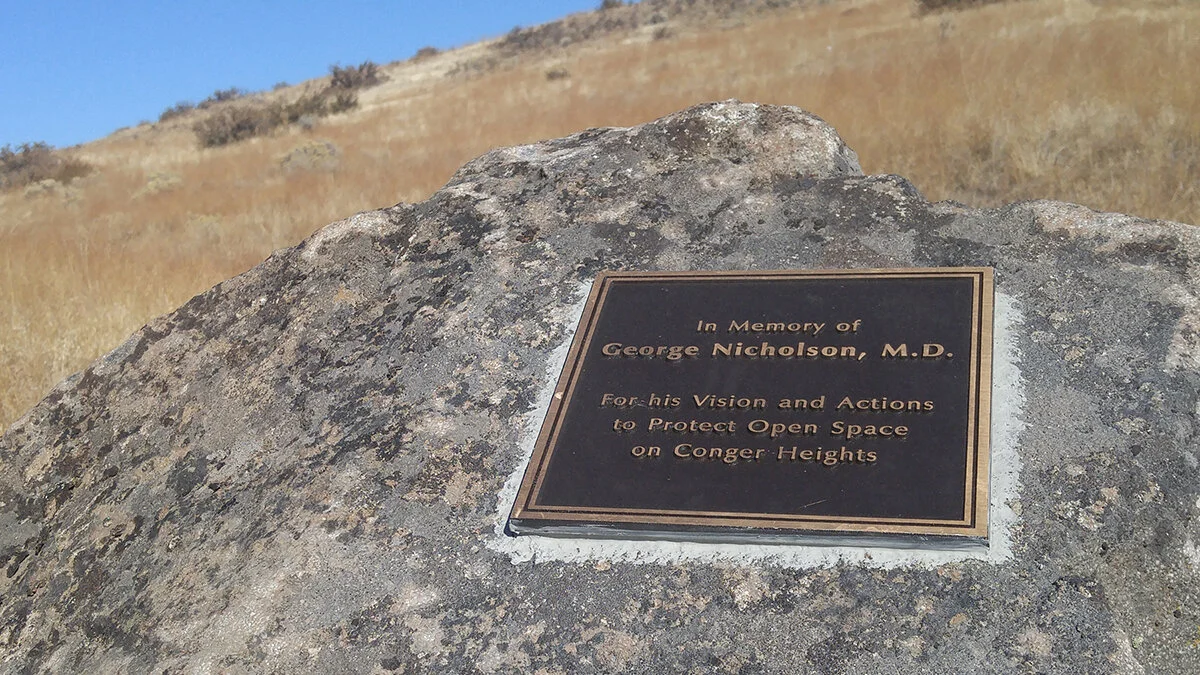 In Memory of
George Nicholson, M.D.
For his Vision and Actions
to Protect Open Space
on Conger Heights